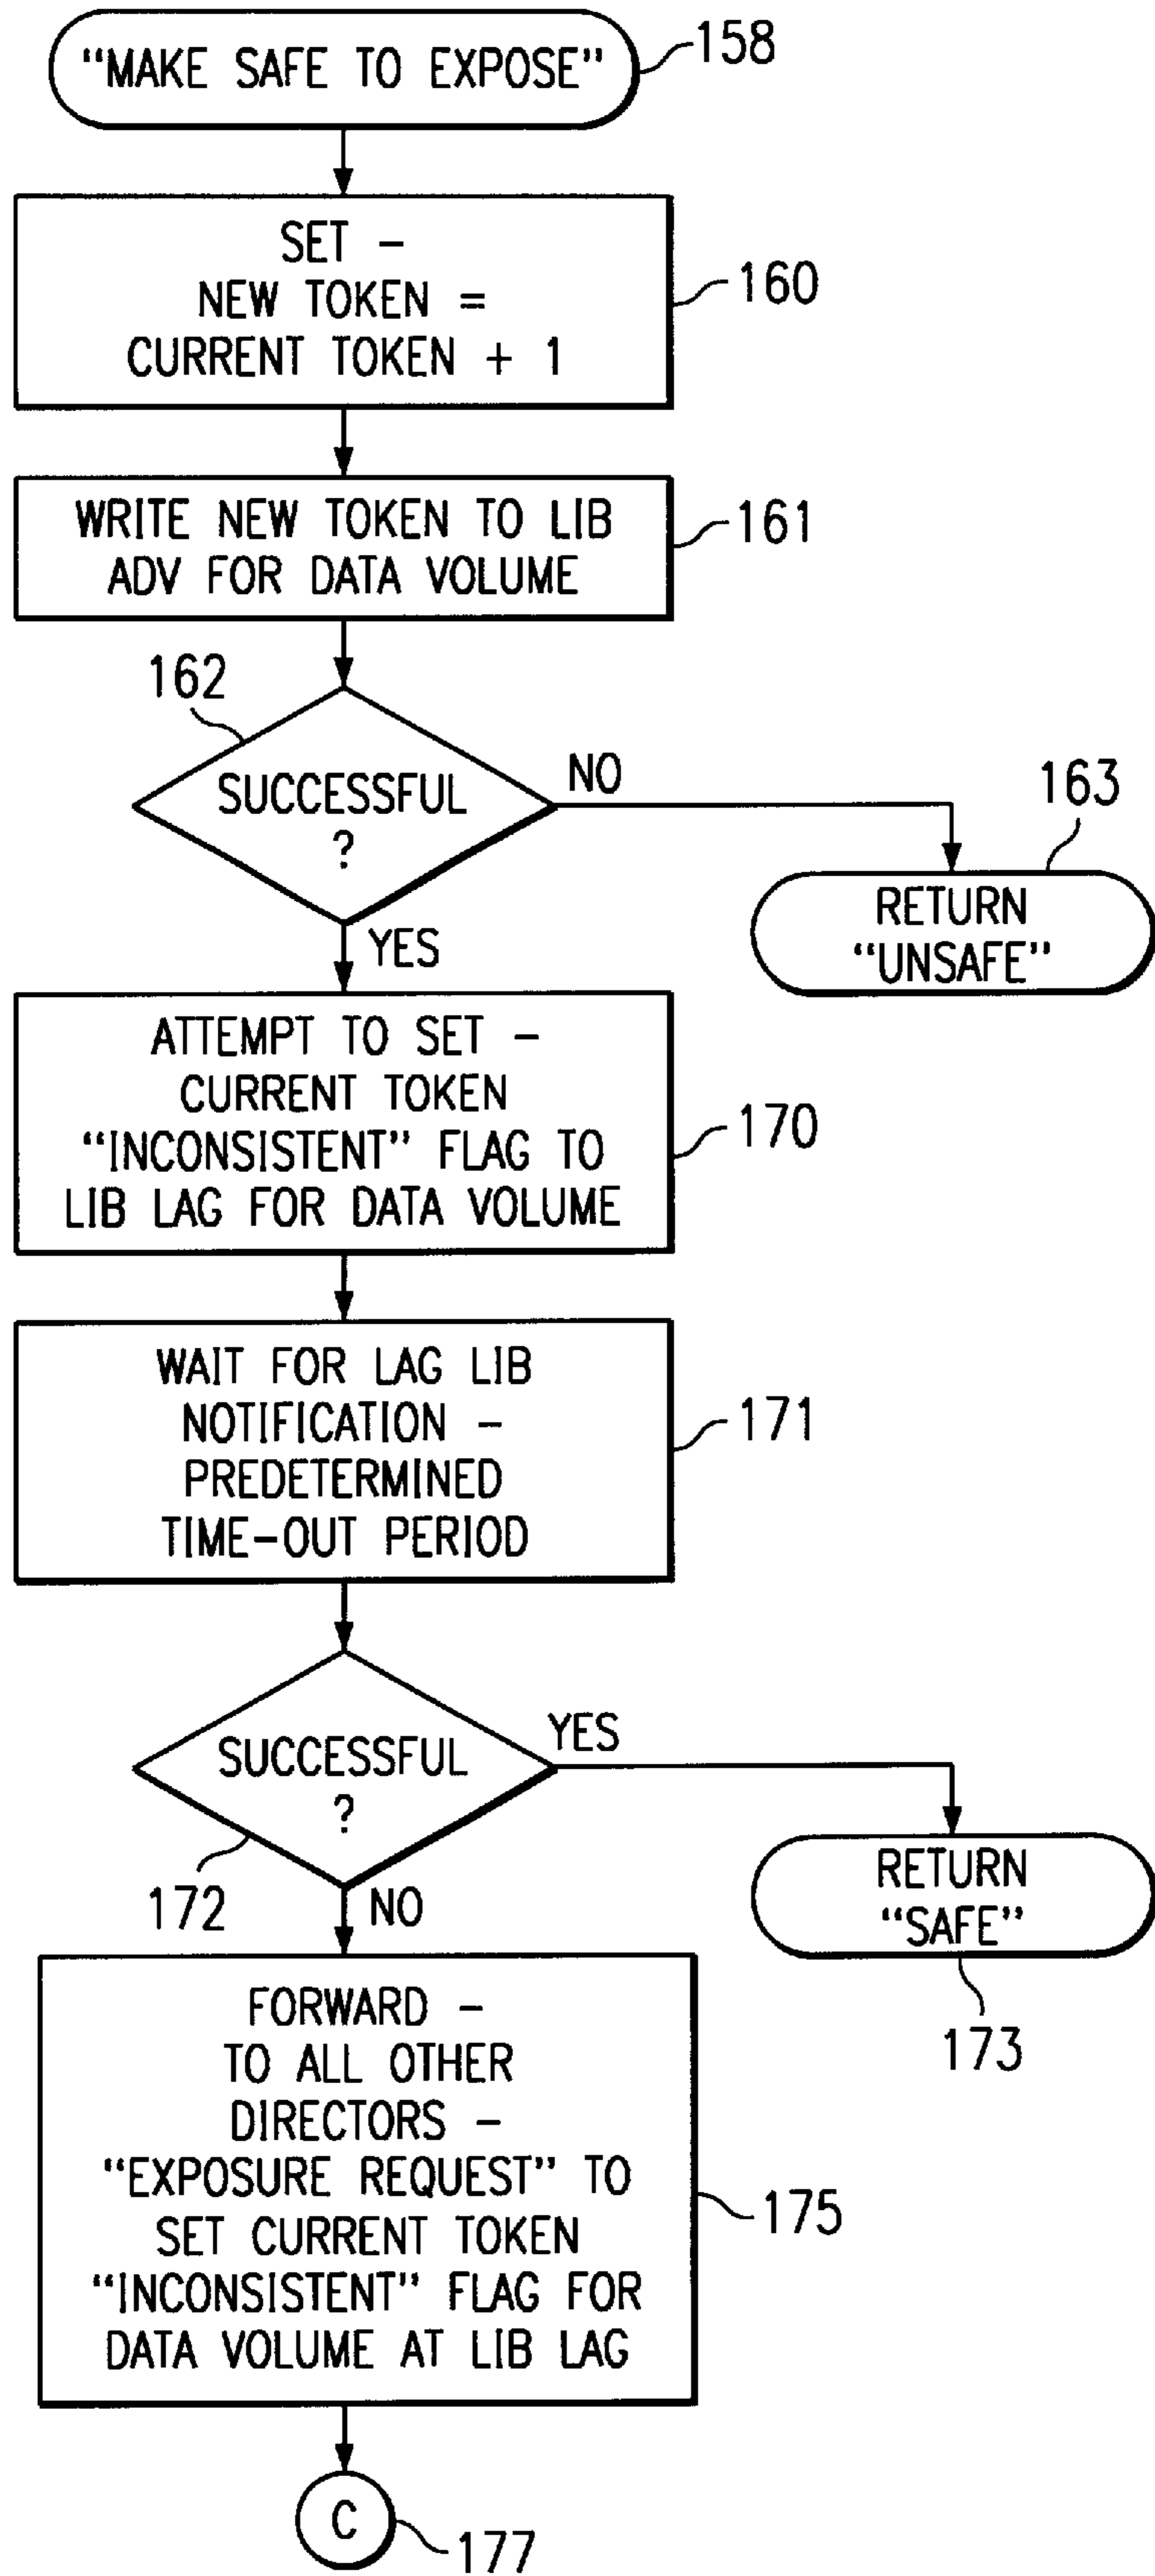 “MAKE SAFE TO EXPOSE”
158
SET –
NEW TOKEN =
CURRENT TOKEN + 1
160
WRITE NEW TOKEN TO LIB
ADV FOR DATA VOLUME
161
162
SUCCESSFUL
?
NO
163
RETURN
“UNSAFE”
YES
ATTEMPT TO SET –
CURRENT TOKEN
“INCONSISTENT” FLAG TO
LIB LAG FOR DATA VOLUME
170
WAIT FOR LAG LIB
NOTIFICATION –
PREDETERMINED
TIME–OUT PERIOD
171
SUCCESSFUL
?
YES
172
NO
RETURN
“SAFE”
173
FORWARD –
TO ALL OTHER
DIRECTORS –
“EXPOSURE REQUEST” TO
SET CURRENT TOKEN
“INCONSISTENT” FLAG FOR
DATA VOLUME AT LIB LAG
175
C
177